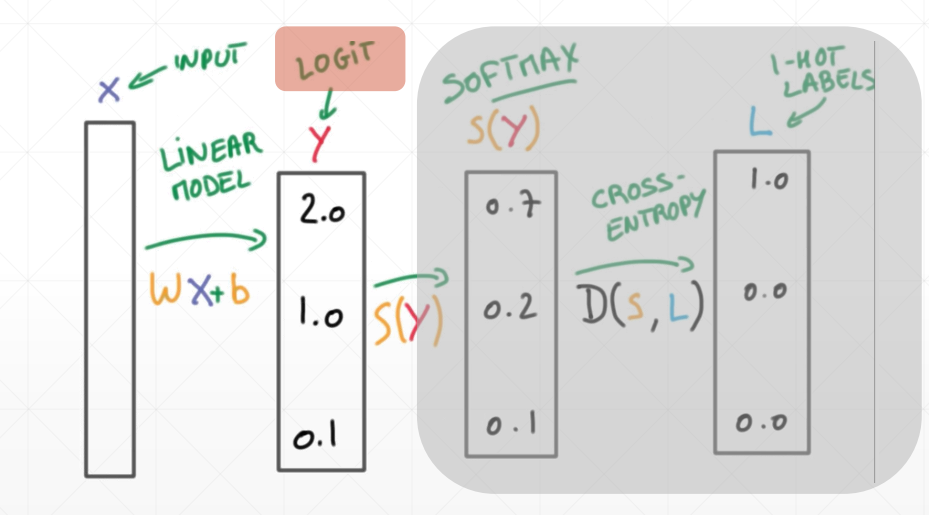 X
INPUT
LINEAR
MODEL
WX+b
LOGIT
Y
2.0
1.0
0.1
S(Y)
SOFTMAX
S(Y)
0.7
0.2
0.1
CROSS-
ENTROPY
D(S,L)
1-HOT
LABELS
L
1.0
0.0
0.0